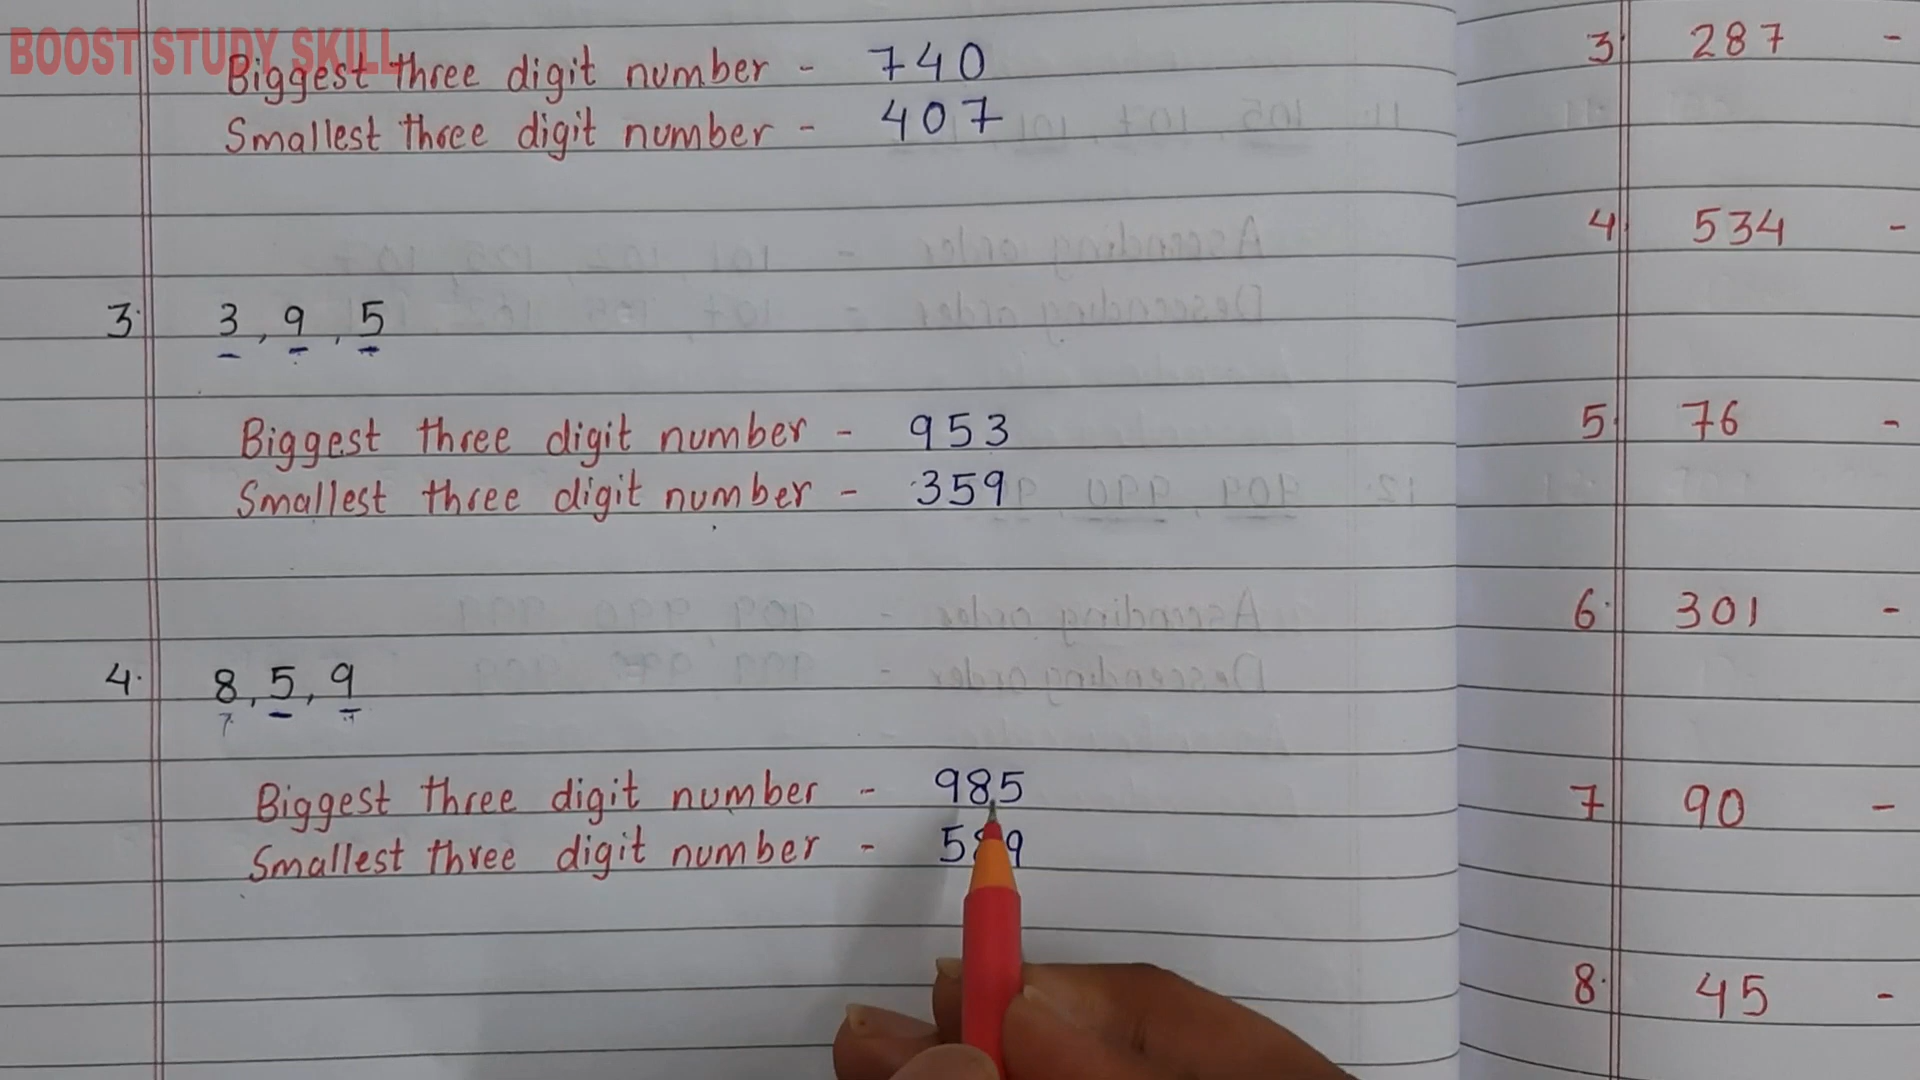 BOOST STUDY SKILL
Biggest three digit number - 740
Smallest three digit number - 407
3. 3, 9, 5
Biggest three digit number - 953
Smallest three digit number - 359
4. 8, 5, 9
Biggest three digit number - 985
Smallest three digit number - 589
3. 287 -
4. 534 -
5. 76 -
6. 301 -
7. 90 -
8. 45 -